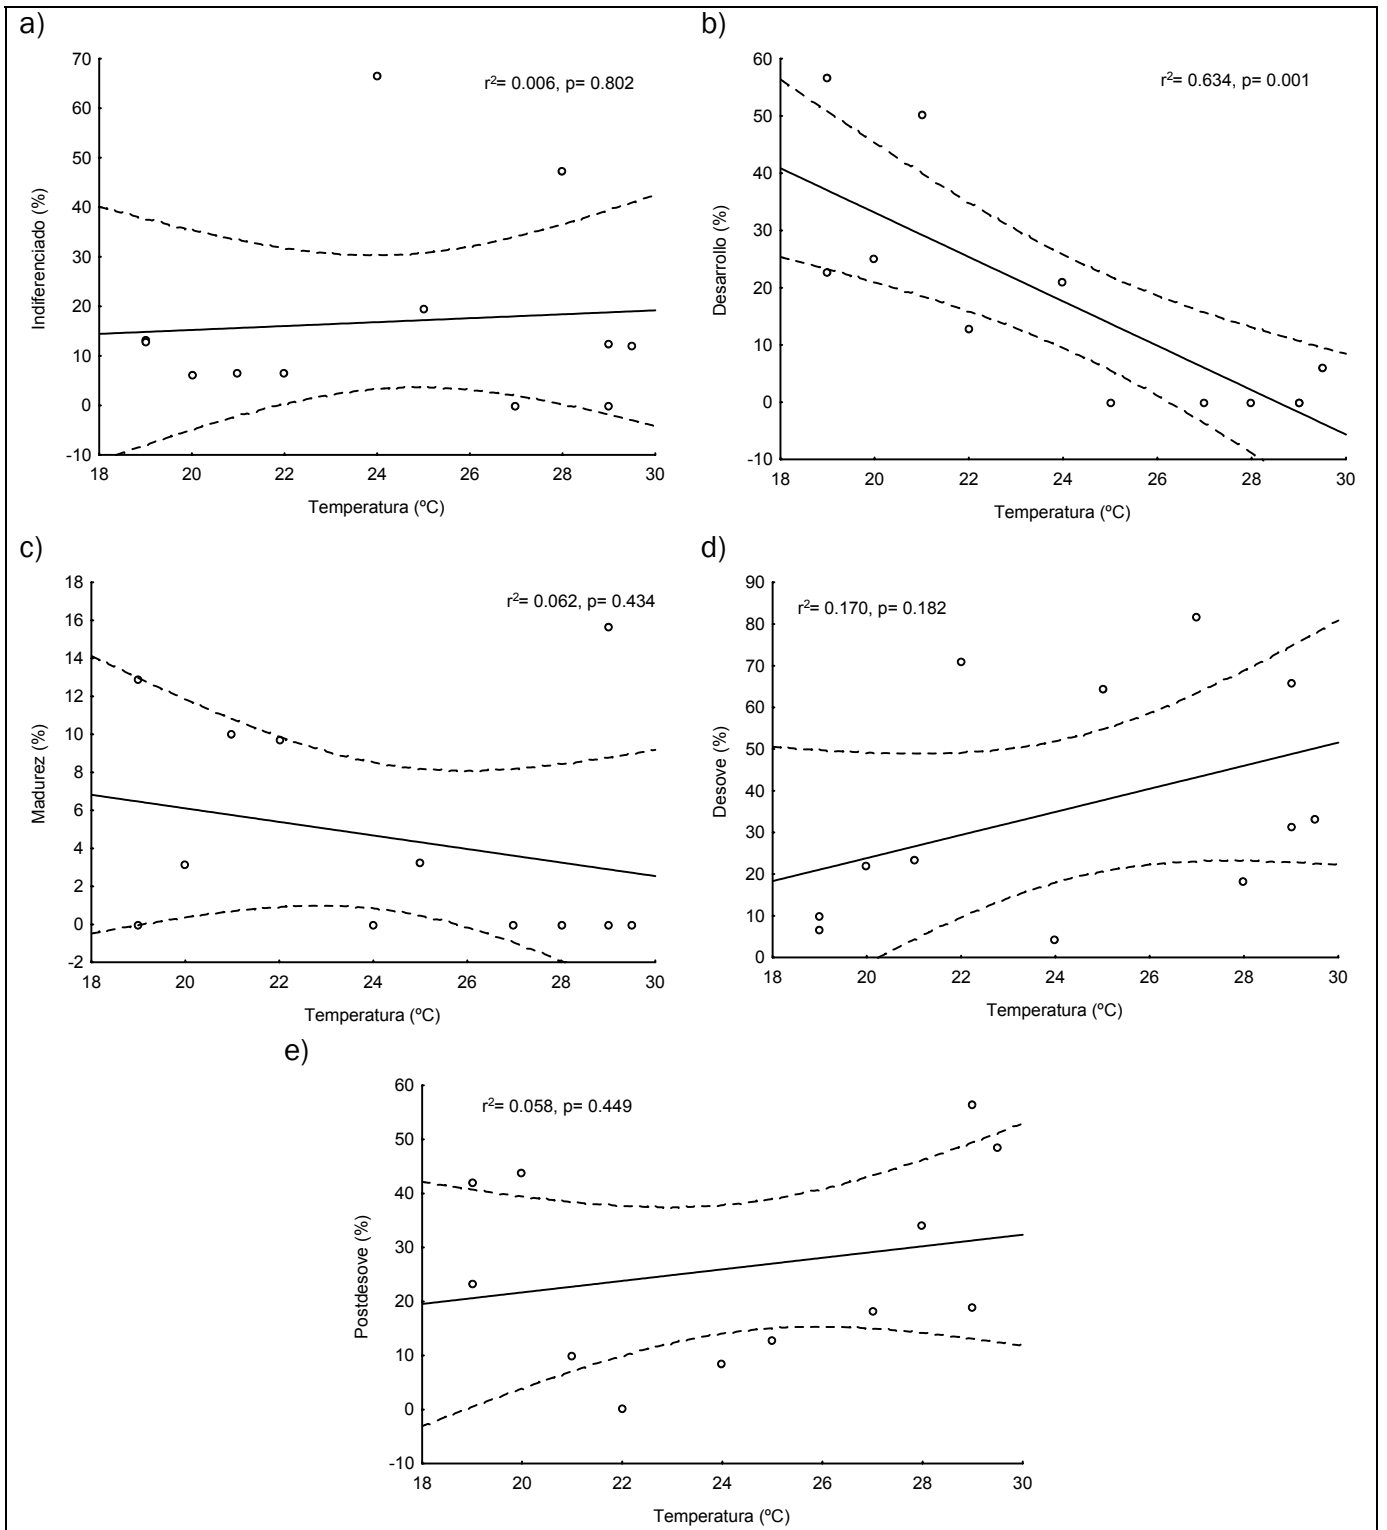 a)
r²= 0.006, p= 0.802
Indiferenciado (%)
70
60
50
40
30
20
10
0
-10
18 20 22 24 26 28 30
Temperatura (ºC)
b)
r²= 0.634, p= 0.001
Desarrollo (%)
60
50
40
30
20
10
0
-10
18 20 22 24 26 28 30
Temperatura (ºC)
c)
r²= 0.062, p= 0.434
Madurez (%)
18
16
14
12
10
8
6
4
2
0
-2
18 20 22 24 26 28 30
Temperatura (ºC)
d)
r²= 0.170, p= 0.182
Desove (%)
90
80
70
60
50
40
30
20
10
0
18 20 22 24 26 28 30
Temperatura (ºC)
e)
r²= 0.058, p= 0.449
Postdesove (%)
60
50
40
30
20
10
0
-10
18 20 22 24 26 28 30
Temperatura (ºC)